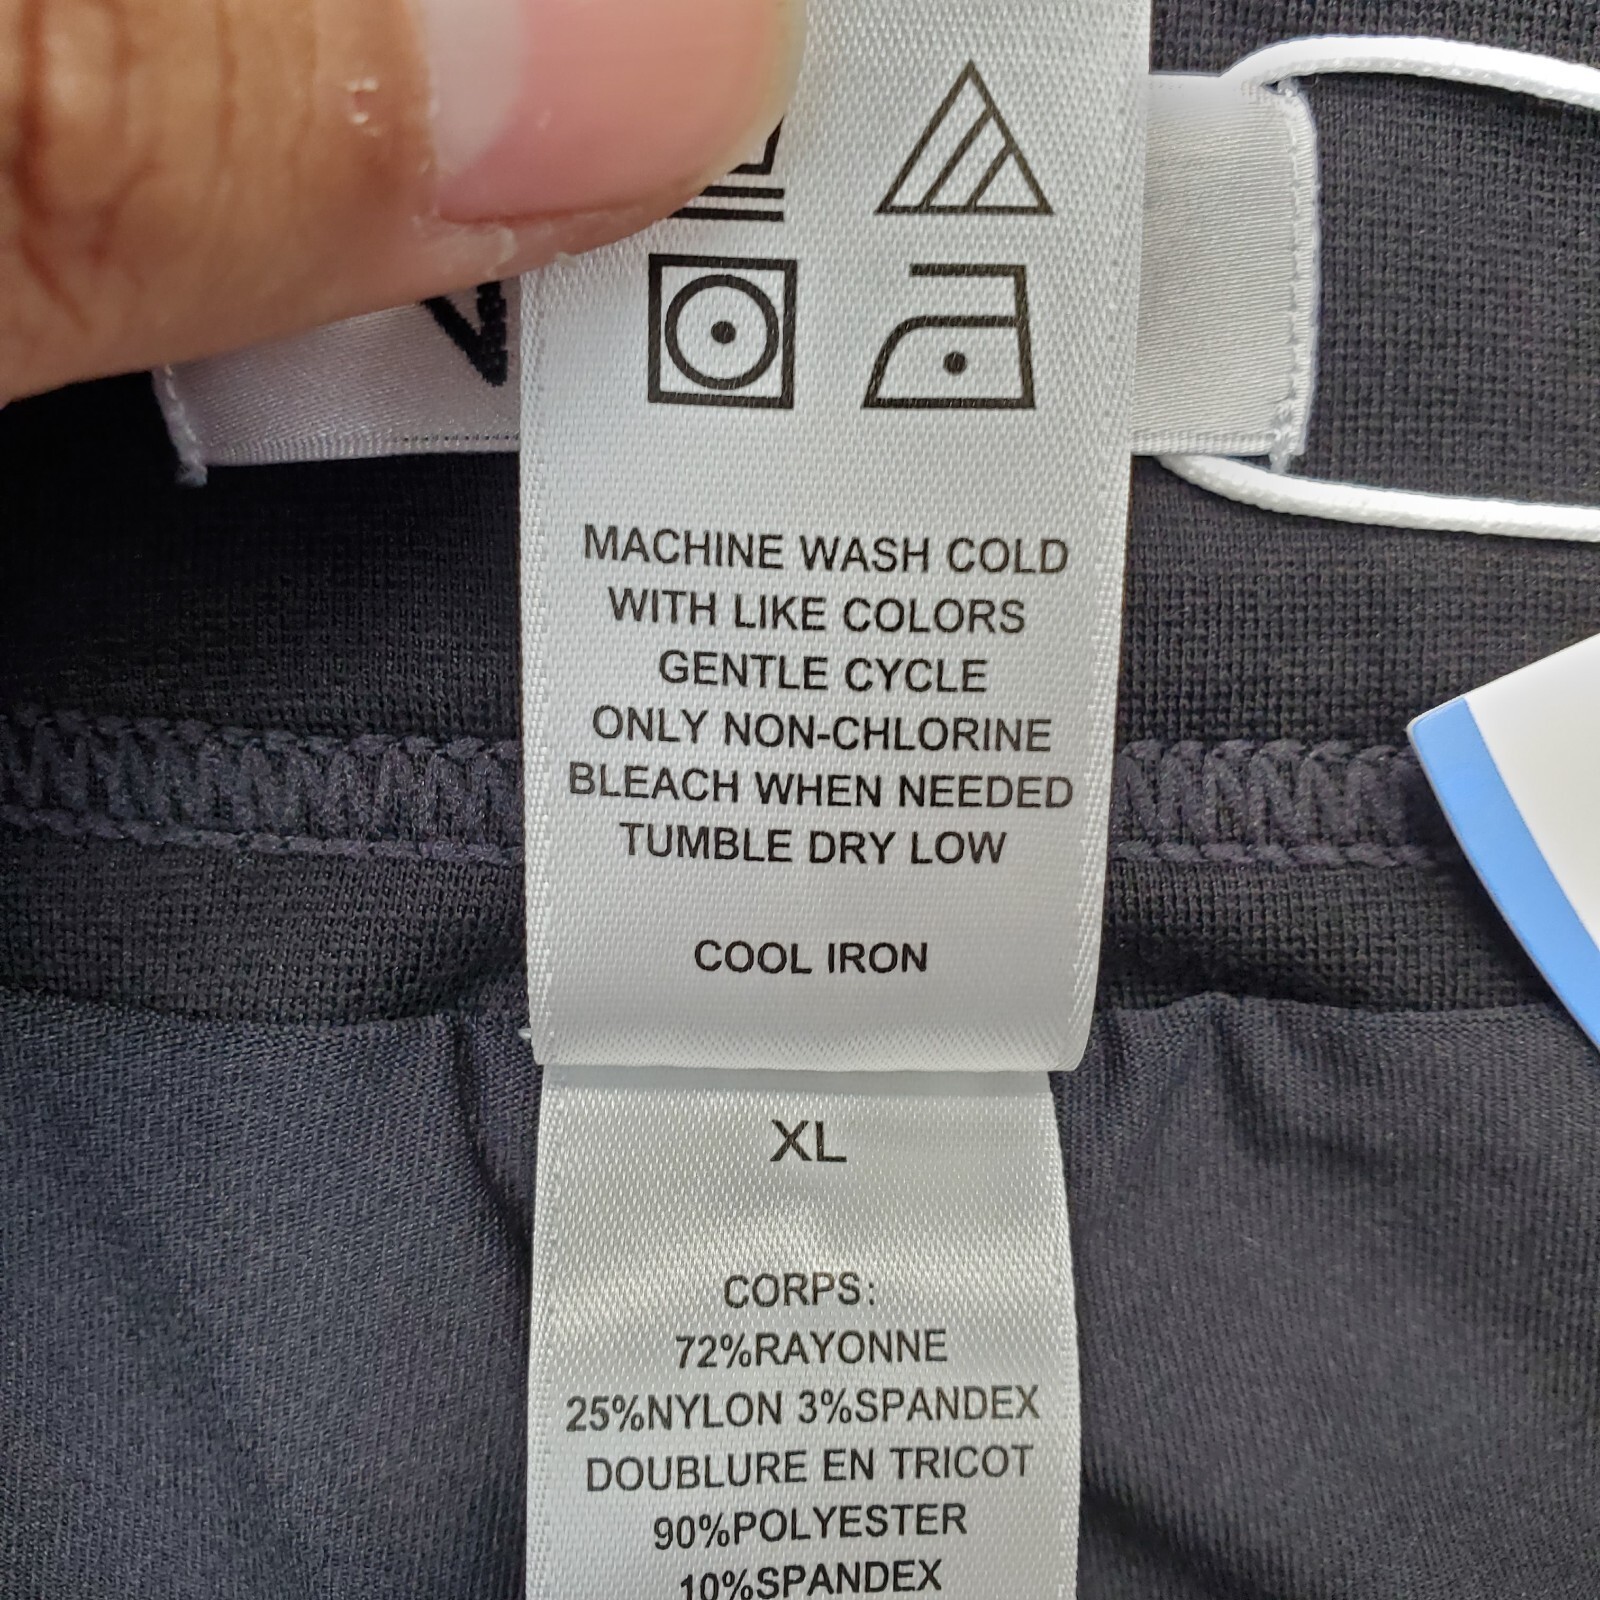 MACHINE WASH COLD
WITH LIKE COLORS
GENTLE CYCLE
ONLY NON-CHLORINE
BLEACH WHEN NEEDED
TUMBLE DRY LOW
COOL IRON
XL
CORPS:
72%RAYONNE
25%NYLON 3%SPANDEX
DOUBLURE EN TRICOT
90%POLYESTER
10%SPANDEX